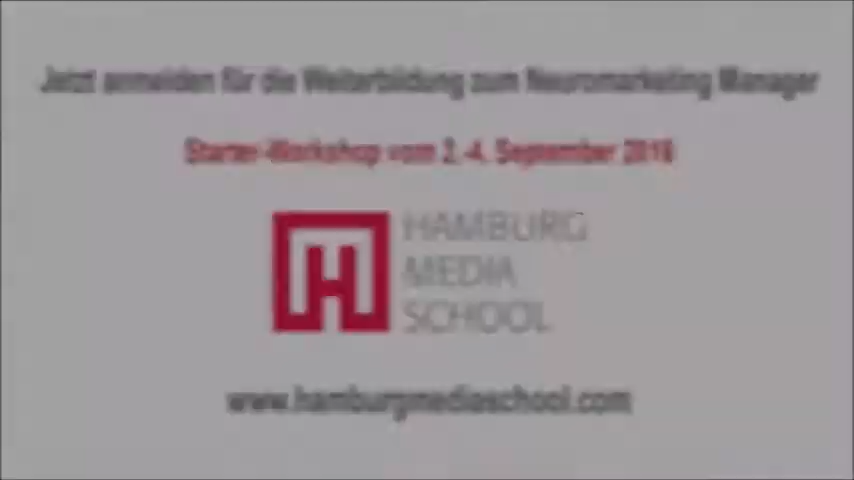 Jetzt anmelden für die Weiterbildung zum Neuromarketing Manager
Starter-Workshop vom 2.-4. September
HAMBURG
MEDIA
SCHOOL
www.hamburgmediaschool.com